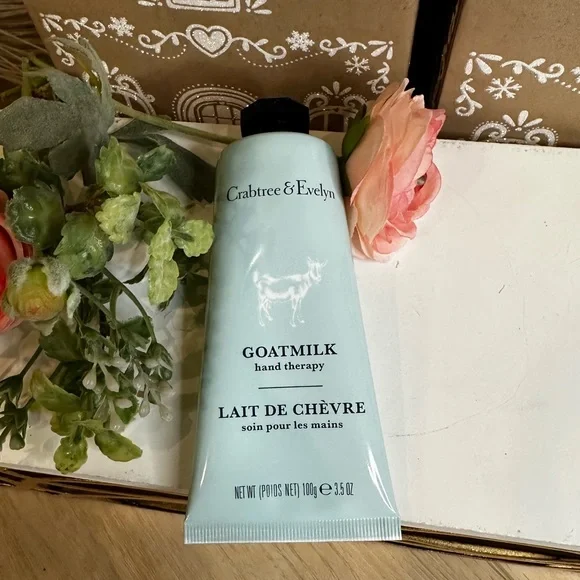 Crabtree & Evelyn
GOATMILK
hand therapy
LAIT DE CHÈVRE
soin pour les mains
NET WT (POIDS NET) 100g ℮ 3.5 OZ